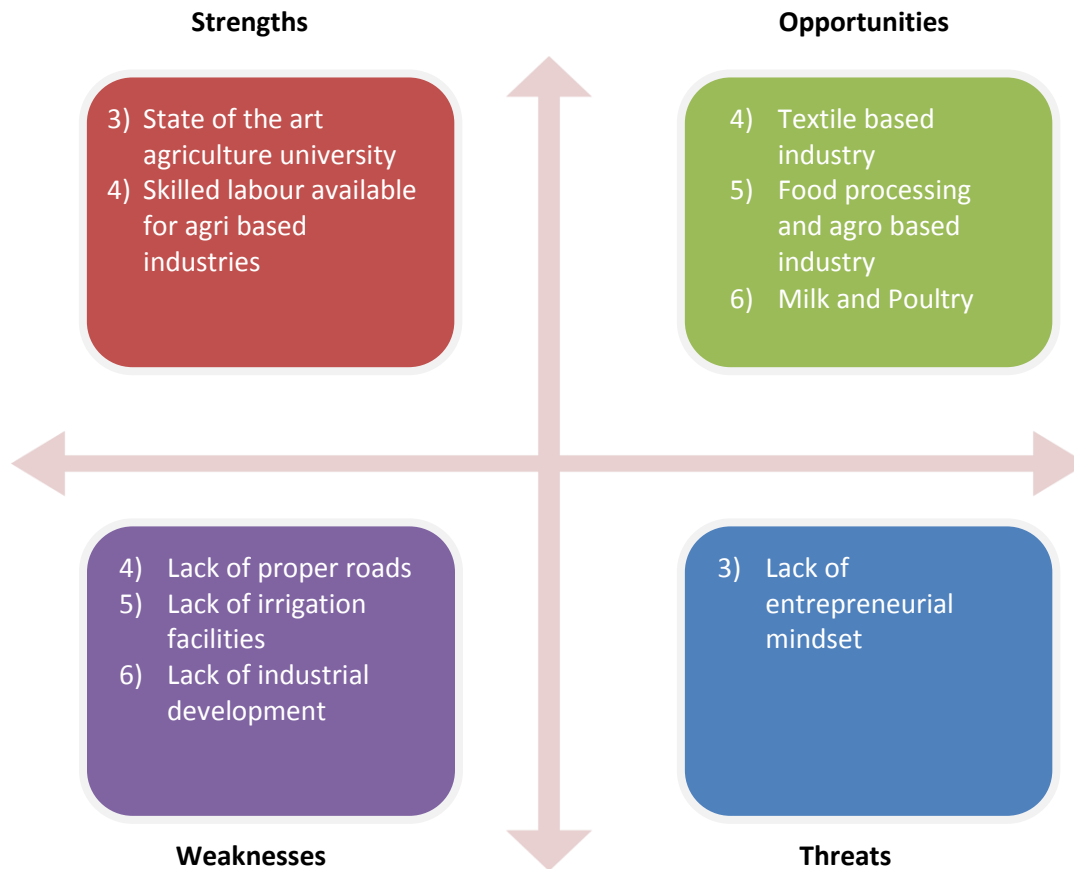 Strengths
Opportunities
3) State of the art
agriculture university
4) Skilled labour available
for agri based
industries
4) Textile based
industry
5) Food processing
and agro based
industry
6) Milk and Poultry
4) Lack of proper roads
5) Lack of irrigation
facilities
6) Lack of industrial
development
3) Lack of
entrepreneurial
mindset
Weaknesses
Threats